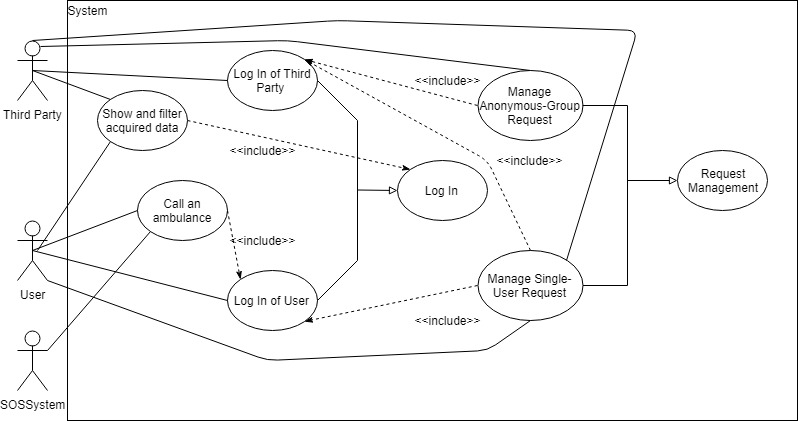 System
Log In of Third
Party
<<include>>
Manage
Anonymous-Group
Request
Third Party
Show and filter
acquired data
<<include>>
<<include>>
Request
Management
Log In
Call an
ambulance
<<include>>
User
Log In of User
Manage Single-
User Request
<<include>>
SOSSystem